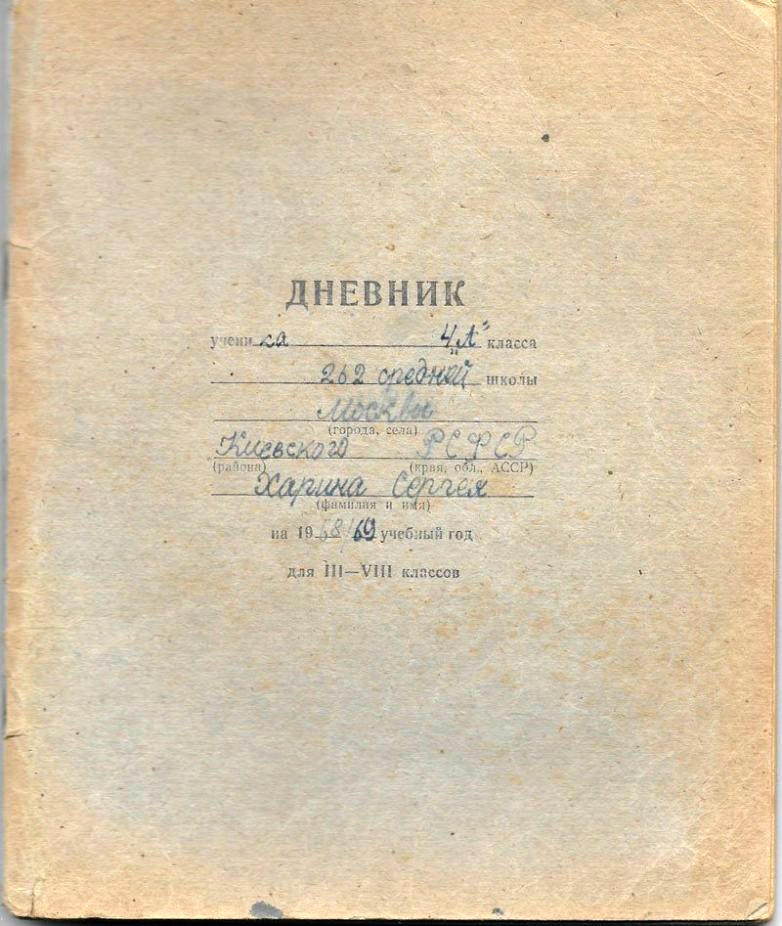 ДНЕВНИК
ученика 4„А" класса
262 средней школы
Москвы
(города, села)
Киевского РСФСР
(района) (края, обл., АССР)
Харина Сергея
(фамилия и имя)
на 1968/69 учебный год
для III—VIII классов